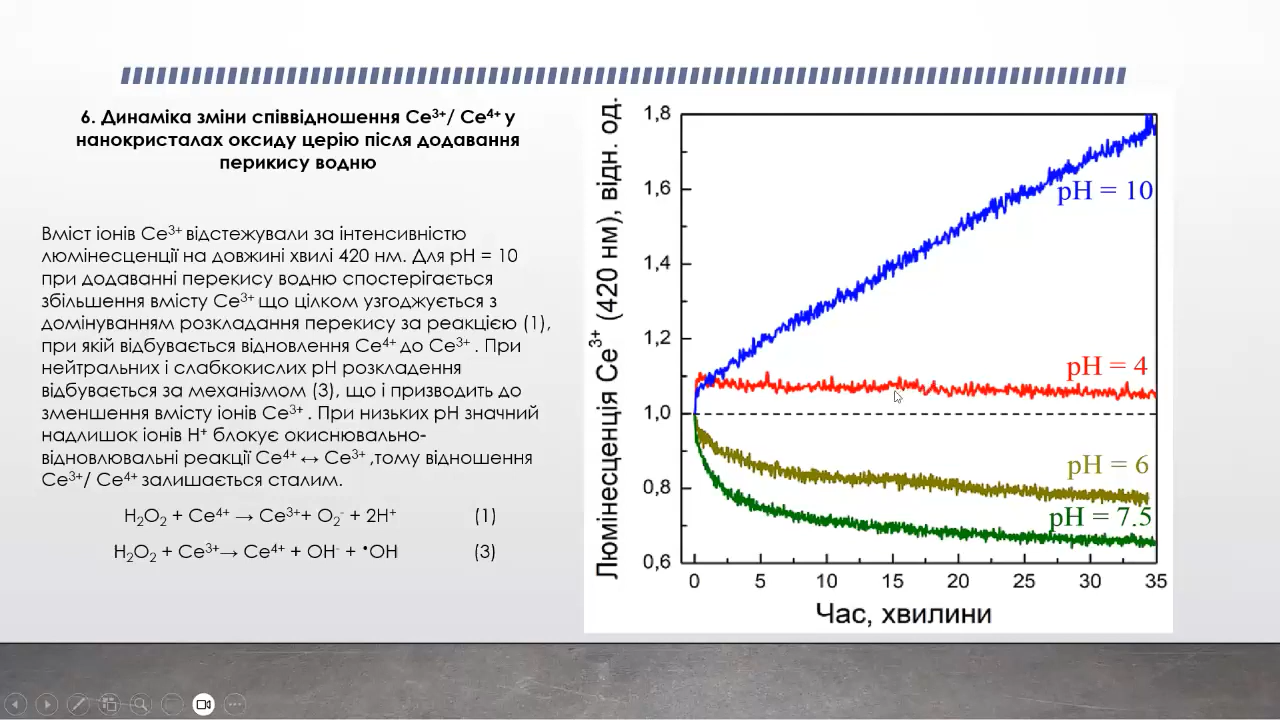 6. Динаміка зміни співвідношення Ce³⁺/ Ce⁴⁺ у
нанокристалах оксиду церію після додавання
перикису водню
Вміст іонів Ce³⁺ відстежували за інтенсивністю
люмінесценції на довжині хвилі 420 нм. Для pH = 10
при додаванні перекису водню спостерігається
збільшення вмісту Ce³⁺ що цілком узгоджується з
домінуванням розкладання перекису за реакцією (1),
при якій відбувається відновлення Ce⁴⁺ до Ce³⁺ . При
нейтральних і слабкокислих pH розкладення
відбувається за механізмом (3), що і призводить до
зменшення вмісту іонів Ce³⁺ . При низьких pH значний
надлишок іонів H⁺ блокує окиснювально-
відновлювальні реакції Ce⁴⁺ ↔ Ce³⁺ ,тому відношення
Ce³⁺/ Ce⁴⁺ залишається сталим.
H₂O₂ + Ce⁴⁺ → Ce³⁺+ O₂⁻ + 2H⁺ (1)
H₂O₂ + Ce³⁺→ Ce⁴⁺ + OH⁻ + •OH (3)
Люмінесценція Ce³⁺ (420 нм), відн. од.
1,8
1,6
1,4
1,2
1,0
0,8
0,6
pH = 10
pH = 4
pH = 6
pH = 7.5
0 5 10 15 20 25 30 35
Час, хвилини